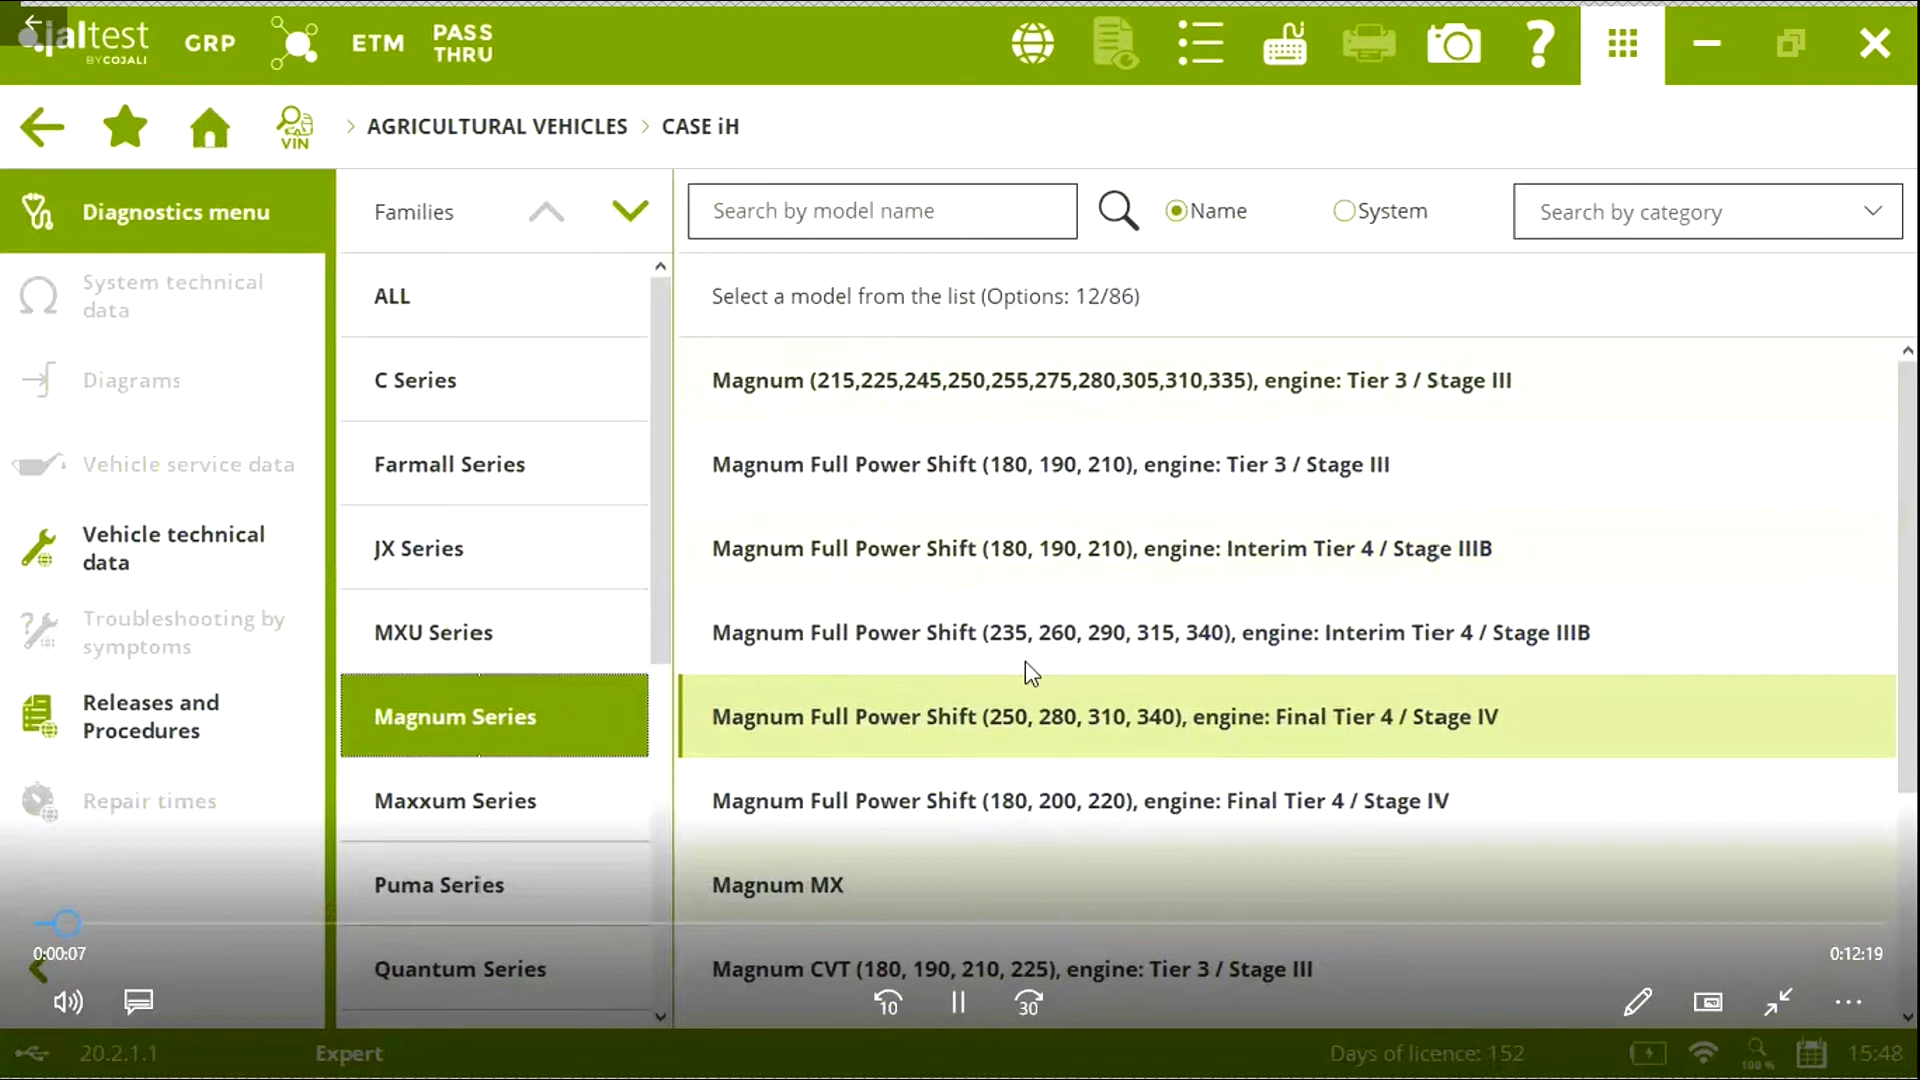 jaltest
BY COJALI
GRP
ETM
PASS
THRU
VIN
AGRICULTURAL VEHICLES
CASE iH
Diagnostics menu
Families
Search by model name
Name
System
Search by category
System technical
data
Diagrams
Vehicle service data
Vehicle technical
data
Troubleshooting by
symptoms
Releases and
Procedures
Repair times
ALL
C Series
Farmall Series
JX Series
MXU Series
Magnum Series
Maxxum Series
Puma Series
Quantum Series
Select a model from the list (Options: 12/86)
Magnum (215,225,245,250,255,275,280,305,310,335), engine: Tier 3 / Stage III
Magnum Full Power Shift (180, 190, 210), engine: Tier 3 / Stage III
Magnum Full Power Shift (180, 190, 210), engine: Interim Tier 4 / Stage IIIB
Magnum Full Power Shift (235, 260, 290, 315, 340), engine: Interim Tier 4 / Stage IIIB
Magnum Full Power Shift (250, 280, 310, 340), engine: Final Tier 4 / Stage IV
Magnum Full Power Shift (180, 200, 220), engine: Final Tier 4 / Stage IV
Magnum MX
Magnum CVT (180, 190, 210, 225), engine: Tier 3 / Stage III
0:00:07
0:12:19
10
30
20.2.1.1
Expert
Days of licence: 152
100 %
15:48